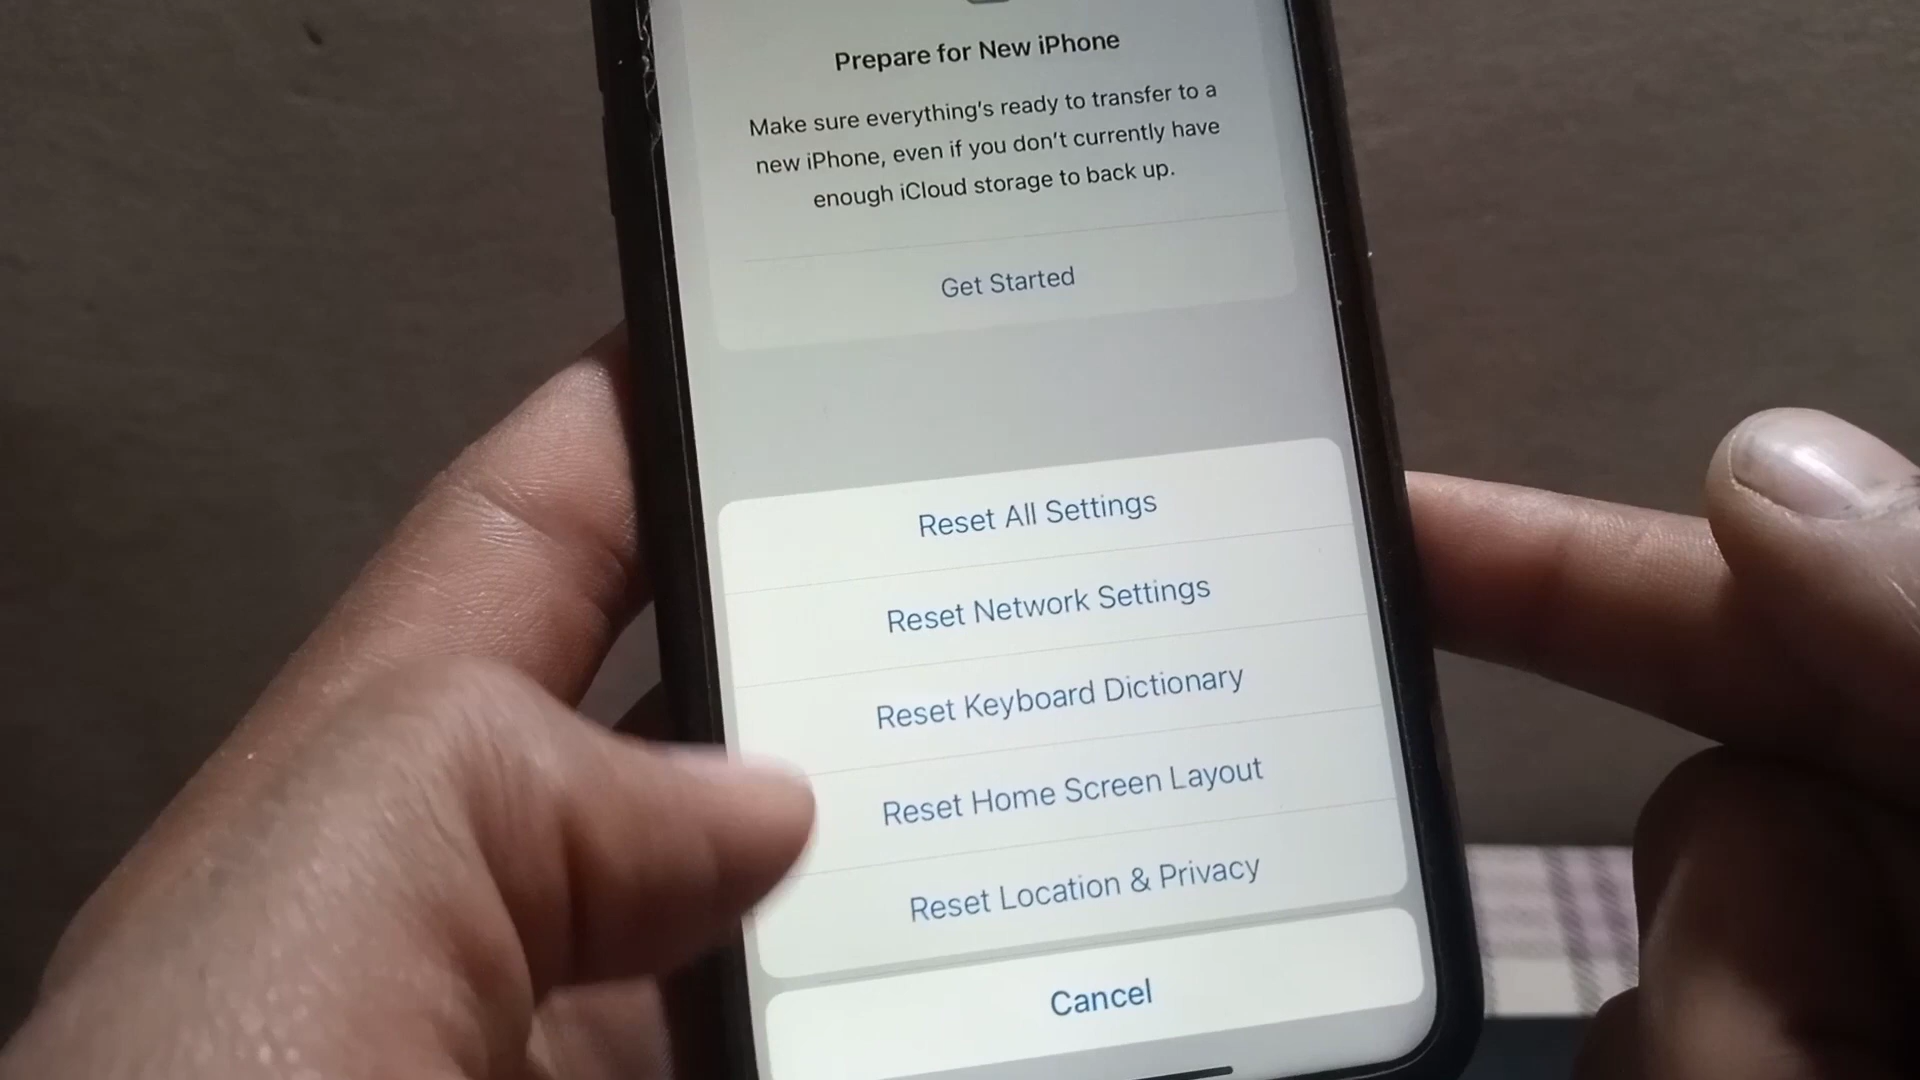 Prepare for New iPhone
Make sure everything's ready to transfer to a
new iPhone, even if you don't currently have
enough iCloud storage to back up.
Get Started
Reset All Settings
Reset Network Settings
Reset Keyboard Dictionary
Reset Home Screen Layout
Reset Location & Privacy
Cancel